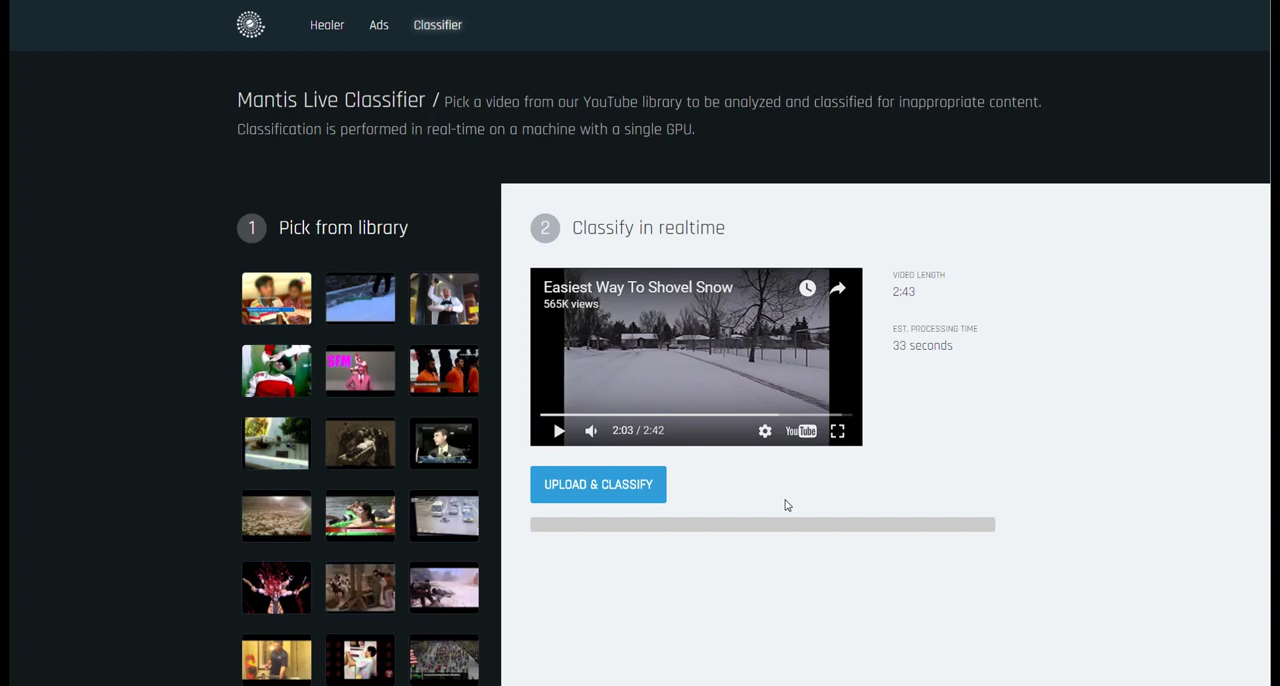 Healer Ads Classifier
Mantis Live Classifier / Pick a video from our YouTube library to be analyzed and classified for inappropriate content.
Classification is performed in real-time on a machine with a single GPU.
1 Pick from library
GFM
2 Classify in realtime
Easiest Way To Shovel Snow
565K views
2:03 / 2:42
YouTube
VIDEO LENGTH
2:43
EST. PROCESSING TIME
33 seconds
UPLOAD & CLASSIFY